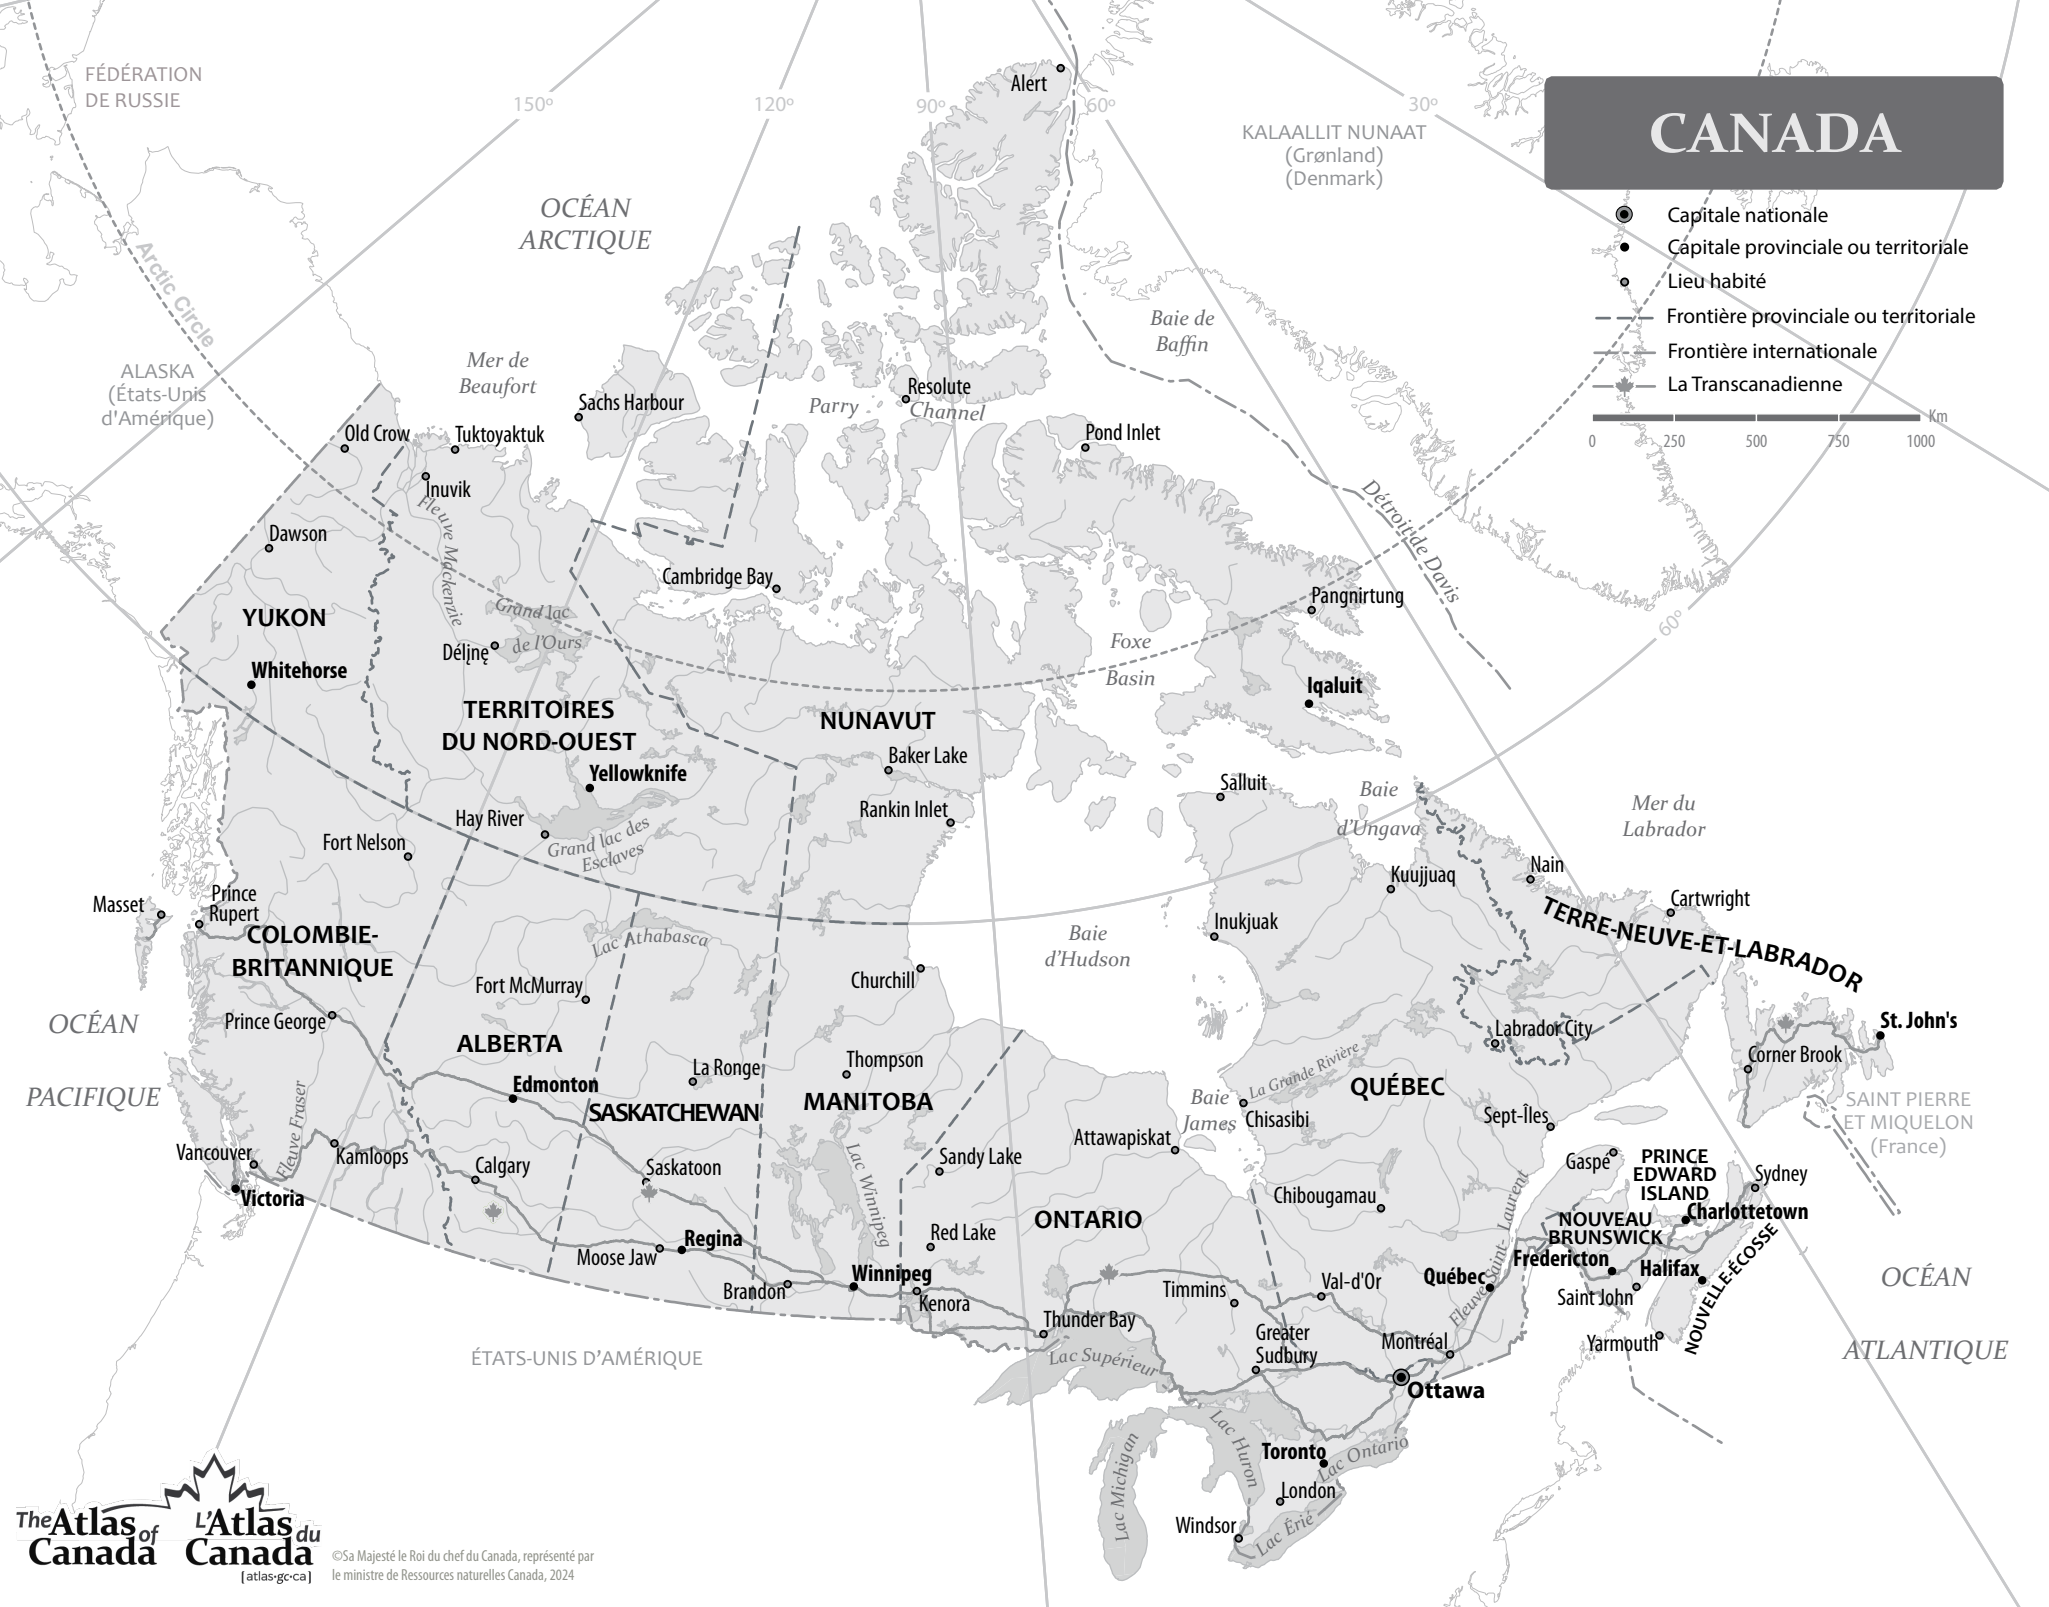 FÉDÉRATION
DE RUSSIE
150º
120º
90º
60º
30º
Alert
KALAALLIT NUNAAT
(Grønland)
(Denmark)
CANADA
Capitale nationale
Capitale provinciale ou territoriale
Lieu habité
Frontière provinciale ou territoriale
Frontière internationale
La Transcanadienne
Km
0
250
500
750
1000
OCÉAN
ARCTIQUE
Arctic Circle
ALASKA
(États-Unis
d'Amérique)
Mer de
Beaufort
Baie de
Baffin
Sachs Harbour
Parry
Resolute
Channel
Pond Inlet
Old Crow
Tuktoyaktuk
Inuvik
Fleuve Mackenzie
Détroit de Davis
Dawson
Cambridge Bay
Pangnirtung
YUKON
Grand lac
de l'Ours
Délįnę
Foxe
Basin
60º
Whitehorse
Iqaluit
TERRITOIRES
DU NORD-OUEST
NUNAVUT
Baker Lake
Yellowknife
Rankin Inlet
Hay River
Grand lac des
Esclaves
Fort Nelson
Salluit
Baie
d'Ungava
Mer du
Labrador
Kuujjuaq
Nain
Cartwright
TERRE-NEUVE-ET-LABRADOR
Masset
Prince
Rupert
COLOMBIE-
BRITANNIQUE
Lac Athabasca
Inukjuak
Baie
d'Hudson
Churchill
Fort McMurray
OCÉAN
PACIFIQUE
Prince George
ALBERTA
Edmonton
La Ronge
SASKATCHEWAN
Thompson
MANITOBA
Labrador City
St. John's
Corner Brook
La Grande Rivière
QUÉBEC
Baie
James
Chisasibi
Sept-Îles
SAINT PIERRE
ET MIQUELON
(France)
Attawapiskat
Fleuve Fraser
Vancouver
Kamloops
Victoria
Calgary
Saskatoon
Lac Winnipeg
Sandy Lake
Gaspé
PRINCE
EDWARD
ISLAND
Sydney
Charlottetown
Chibougamau
Fleuve Saint- Laurent
NOUVEAU
BRUNSWICK
Fredericton
Halifax
NOUVELLE-ÉCOSSE
ONTARIO
Red Lake
Regina
Moose Jaw
Brandon
Winnipeg
Kenora
Timmins
Val-d'Or
Québec
Saint John
Yarmouth
OCÉAN
ATLANTIQUE
Thunder Bay
Greater
Sudbury
Montréal
Lac Supérieur
Ottawa
ÉTATS-UNIS D'AMÉRIQUE
Lac Michigan
Lac Huron
Toronto
Lac Ontario
London
Windsor
Lac Érié
The Atlas of
Canada
L'Atlas du
Canada
[atlas•gc•ca]
©Sa Majesté le Roi du chef du Canada, représenté par
le ministre de Ressources naturelles Canada, 2024